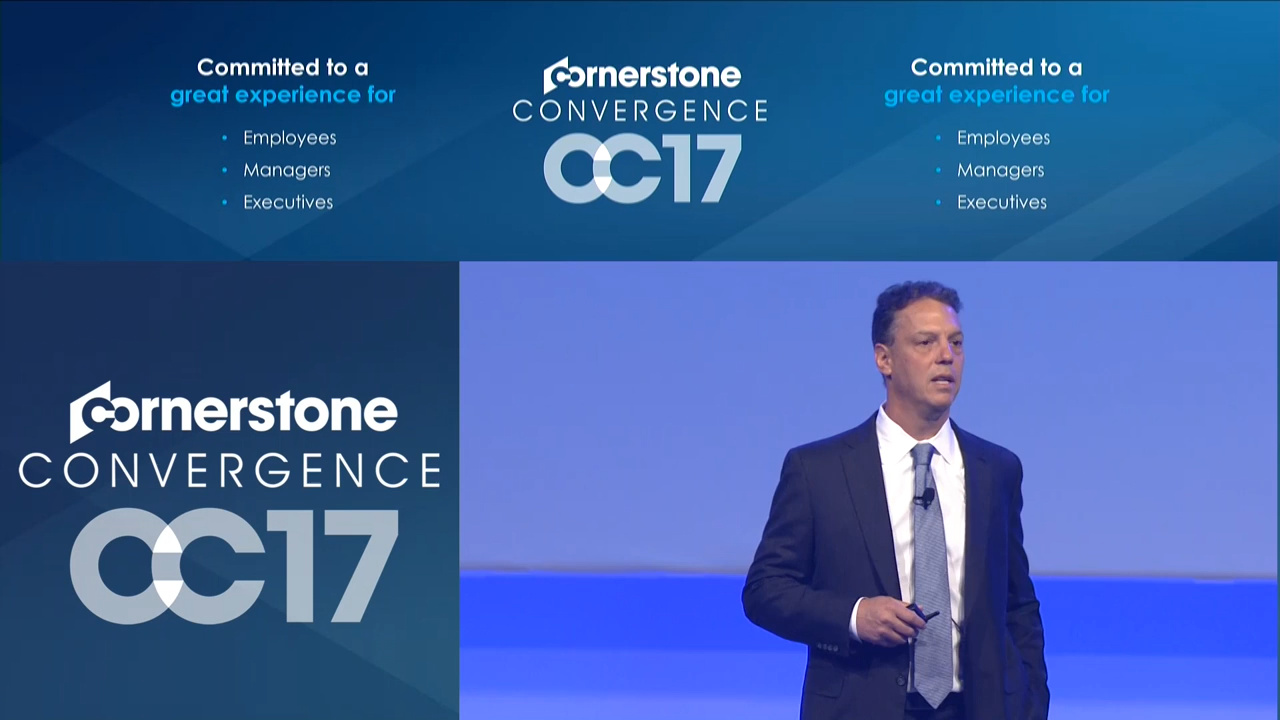 Committed to a
great experience for
• Employees
• Managers
• Executives
Cornerstone
CONVERGENCE
CC17
Committed to a
great experience for
• Employees
• Managers
• Executives
Cornerstone
CONVERGENCE
CC17